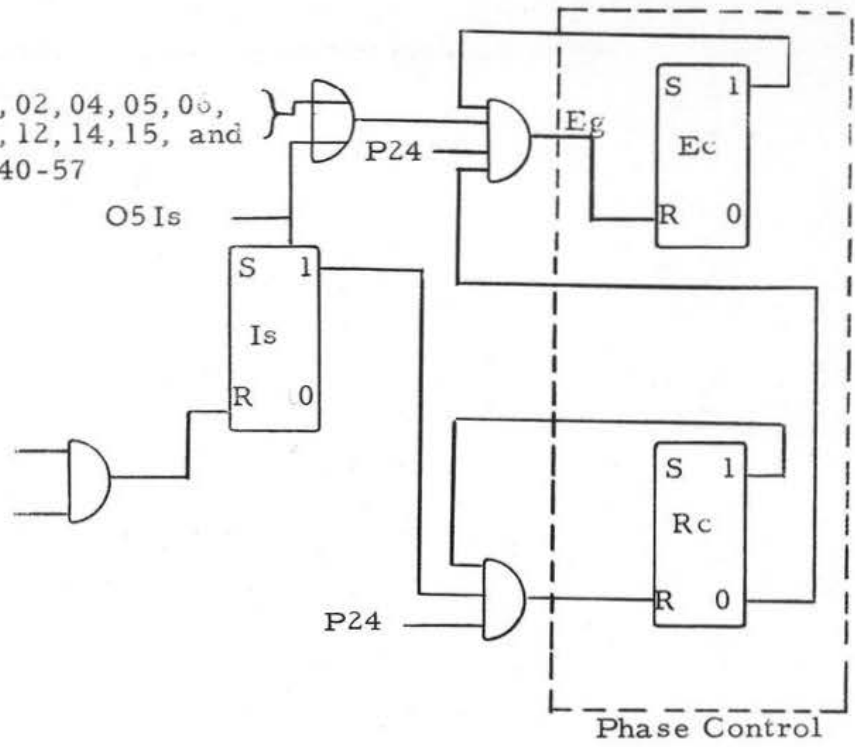 , 02, 04, 05, 06,
, 12, 14, 15, and
40-57
P24
Eg
S 1
Ec
R 0
O5 Is
S 1
Is
R 0
S 1
Rc
R 0
P24
Phase Control